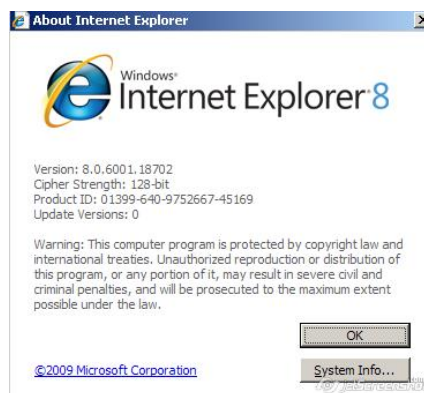 About Internet Explorer
Windows®
Internet Explorer 8
Version: 8.0.6001.18702
Cipher Strength: 128-bit
Product ID: 01399-640-9752667-45169
Update Versions: 0
Warning: This computer program is protected by copyright law and
international treaties. Unauthorized reproduction or distribution of
this program, or any portion of it, may result in severe civil and
criminal penalties, and will be prosecuted to the maximum extent
possible under the law.
OK
©2009 Microsoft Corporation
System Info...